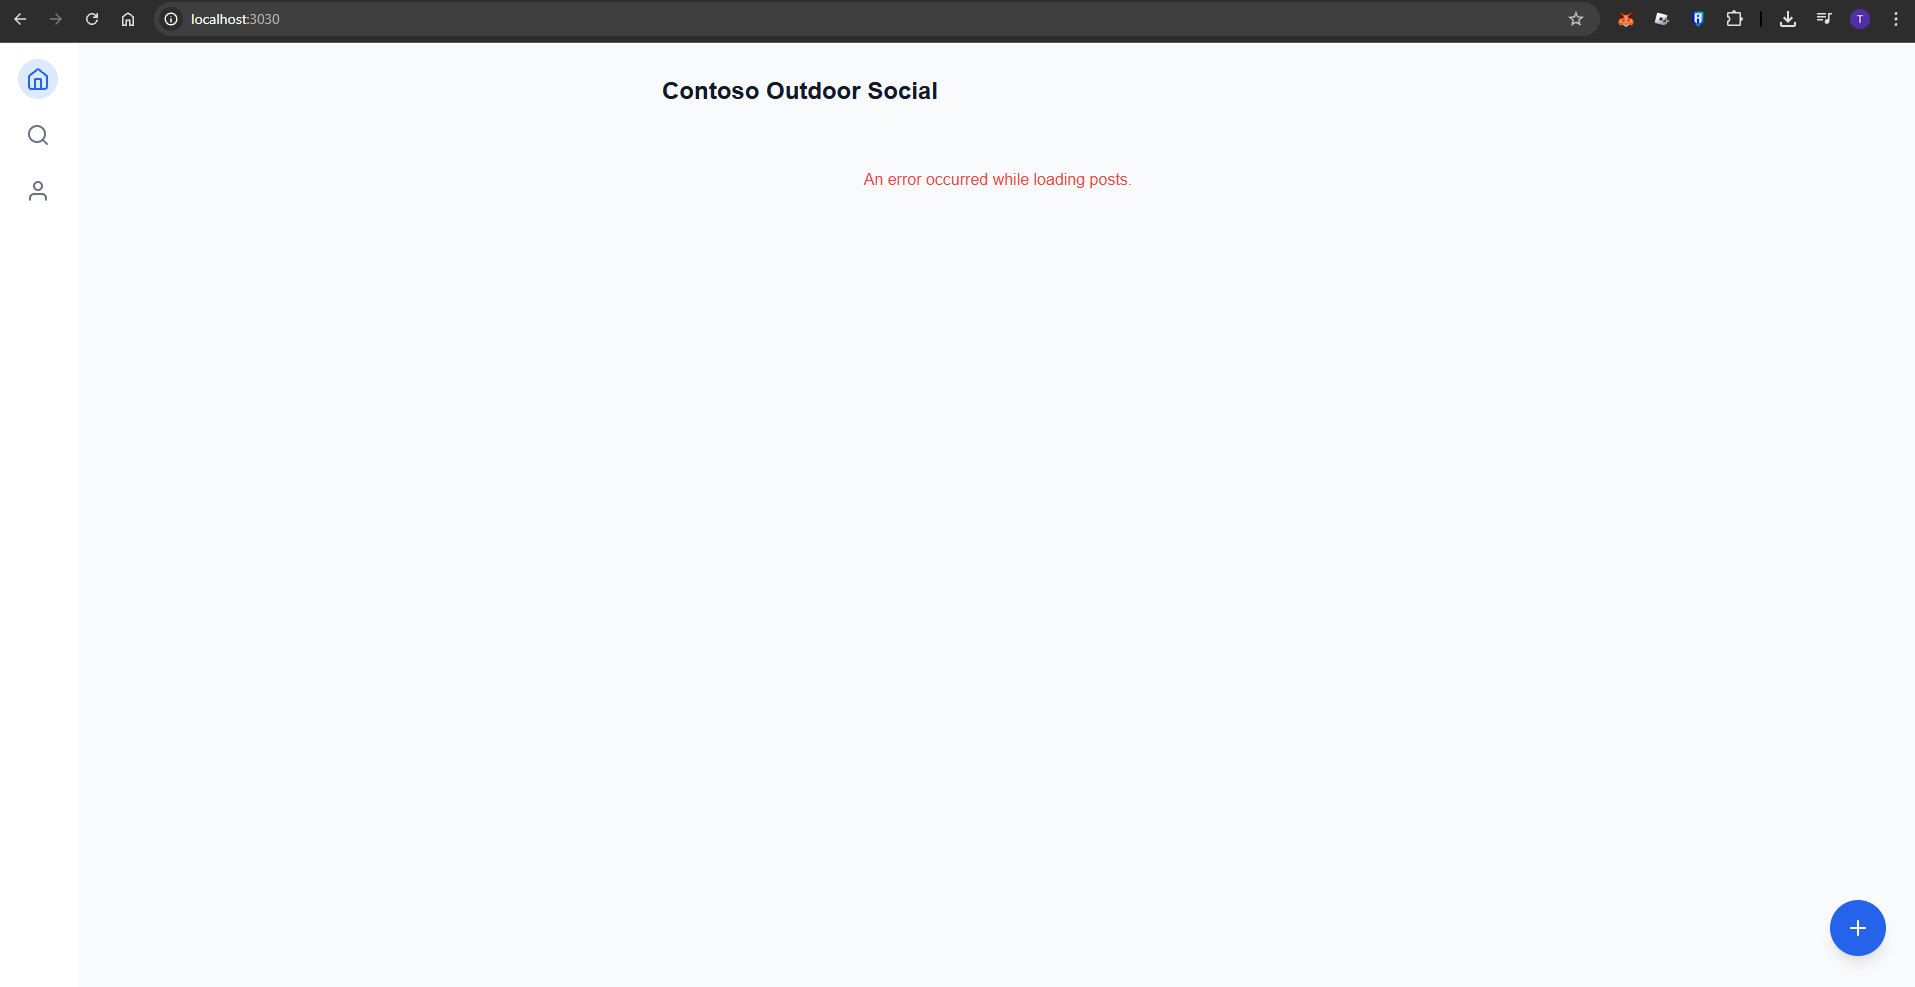 localhost:3030
T
Contoso Outdoor Social
An error occurred while loading posts.